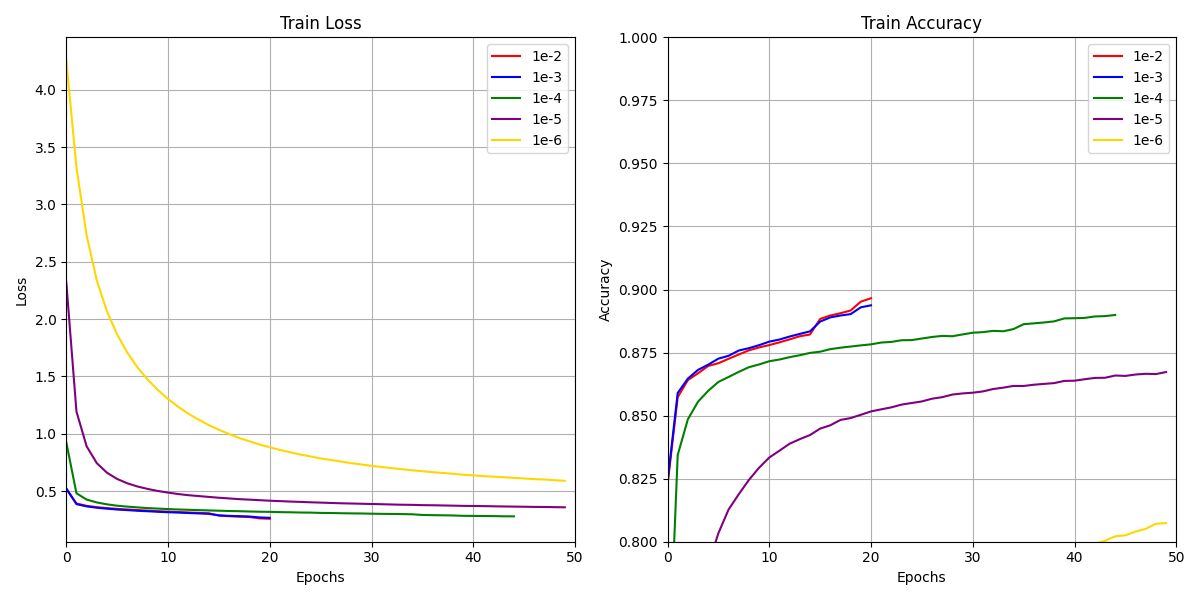 Train Loss
Loss
4.0
3.5
3.0
2.5
2.0
1.5
1.0
0.5
0 10 20 30 40 50
Epochs
1e-2
1e-3
1e-4
1e-5
1e-6
Train Accuracy
Accuracy
1.000
0.975
0.950
0.925
0.900
0.875
0.850
0.825
0.800
0 10 20 30 40 50
Epochs
1e-2
1e-3
1e-4
1e-5
1e-6